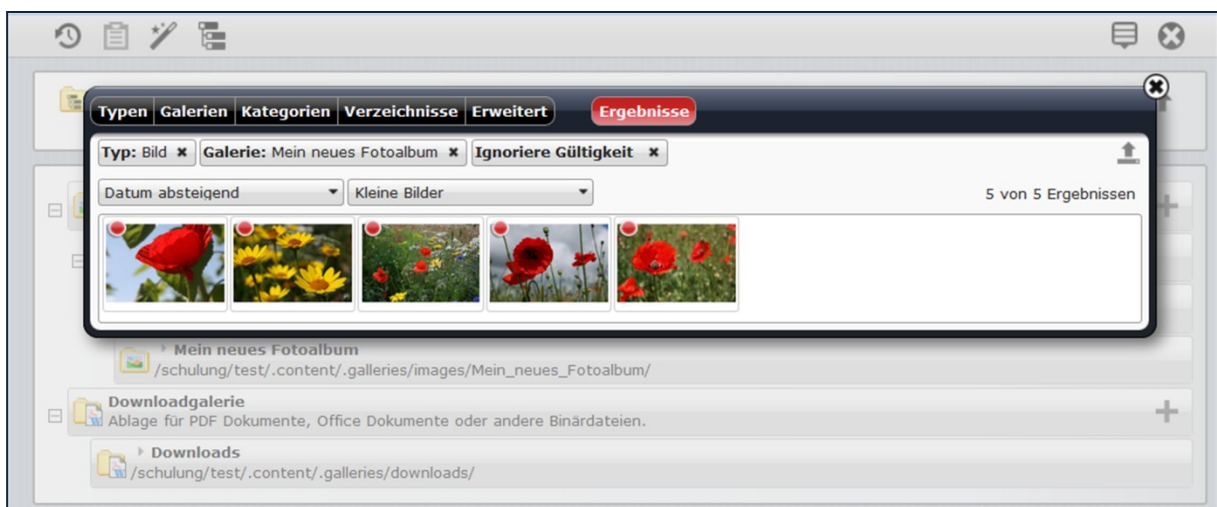 Typen Galerien Kategorien Verzeichnisse Erweitert Ergebnisse
Typ: Bild Galerie: Mein neues Fotoalbum Ignoriere Gültigkeit
Datum absteigend Kleine Bilder 5 von 5 Ergebnissen
Mein neues Fotoalbum
/schulung/test/.content/.galleries/images/Mein_neues_Fotoalbum/
Downloadgalerie
Ablage für PDF Dokumente, Office Dokumente oder andere Binärdateien.
Downloads
/schulung/test/.content/.galleries/downloads/